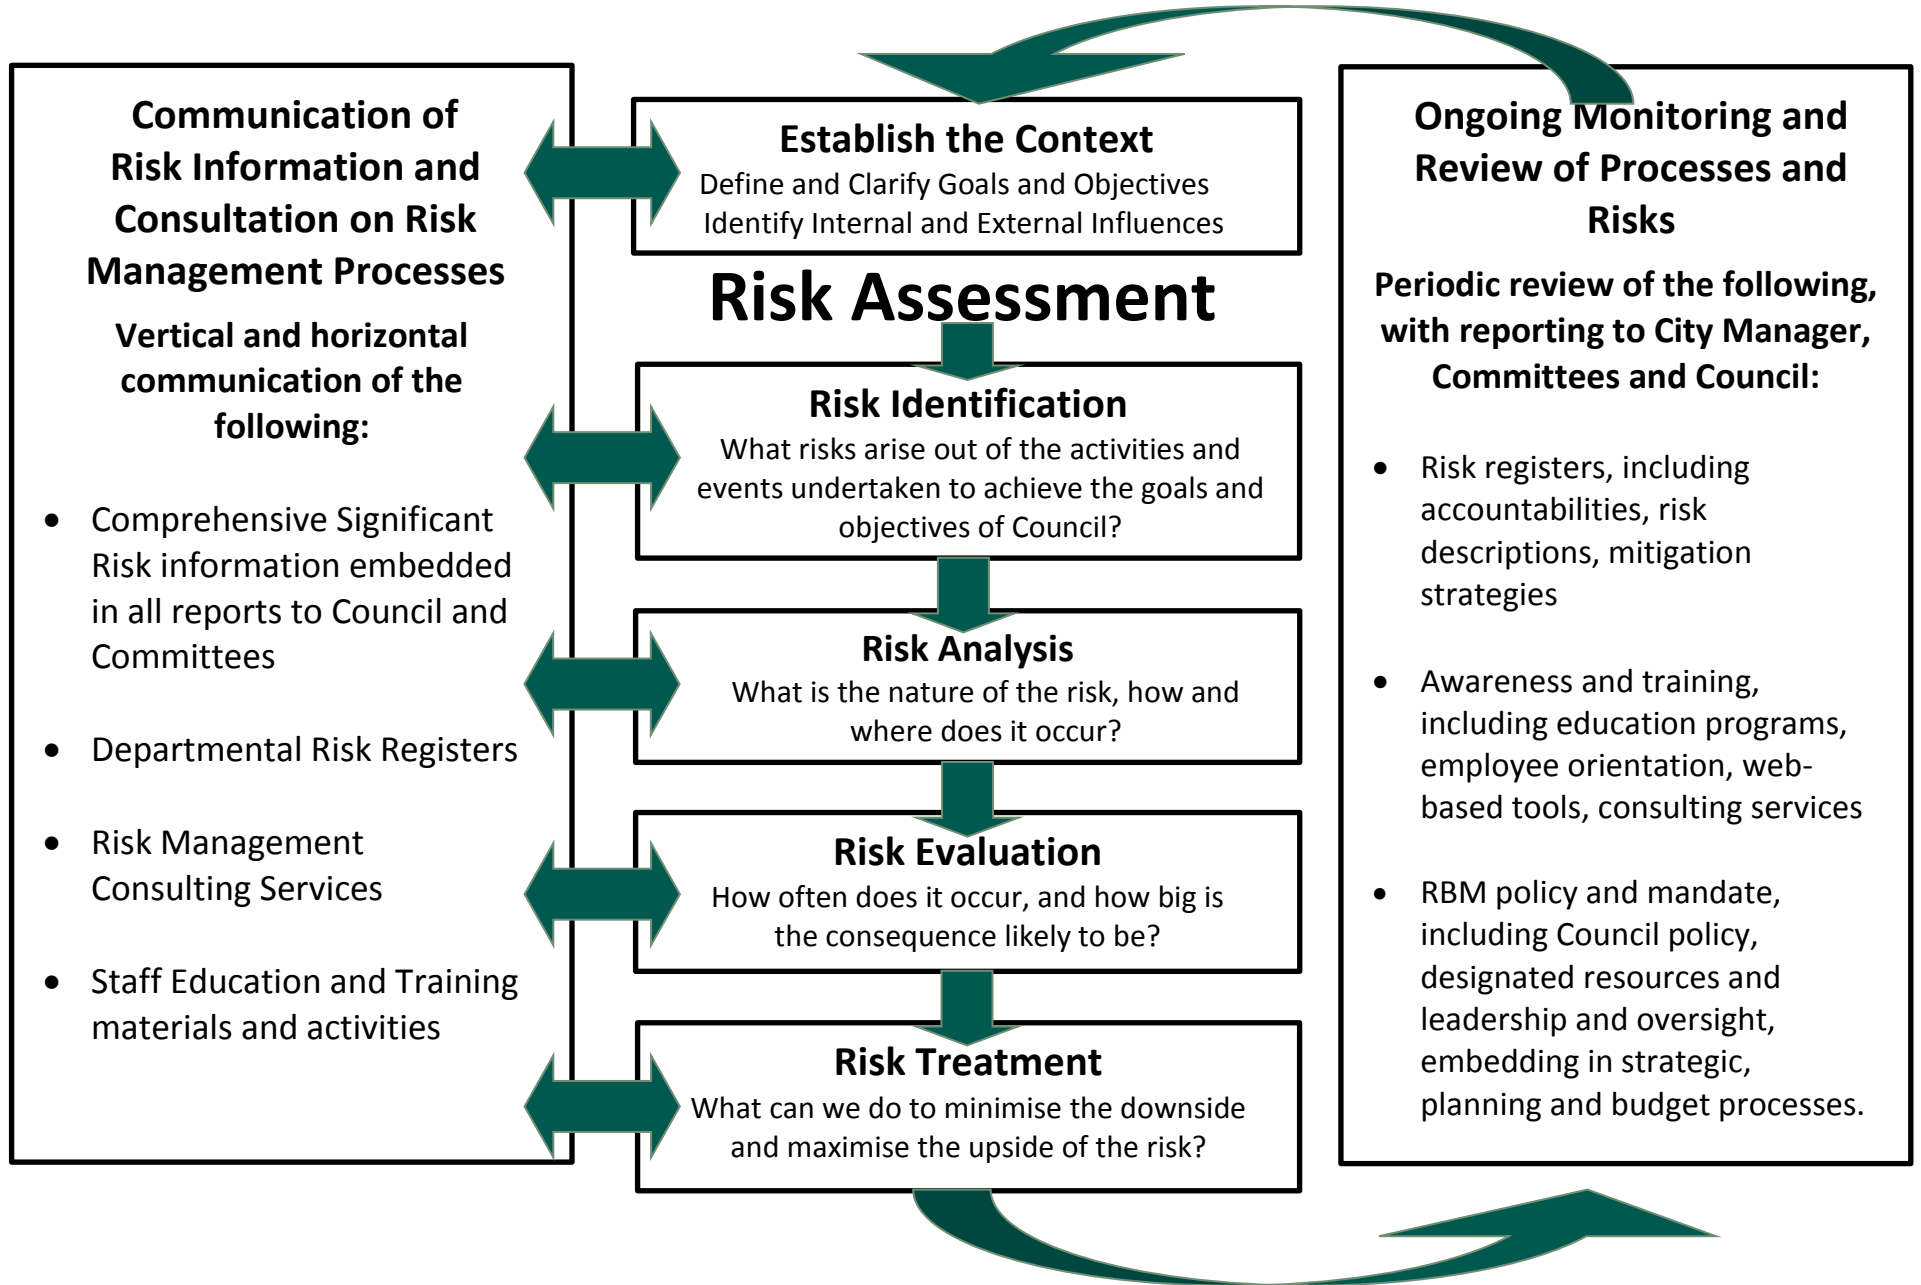 Communication of
Risk Information and
Consultation on Risk
Management Processes
Vertical and horizontal
communication of the
following:
• Comprehensive Significant
Risk information embedded
in all reports to Council and
Committees
• Departmental Risk Registers
• Risk Management
Consulting Services
• Staff Education and Training
materials and activities
Establish the Context
Define and Clarify Goals and Objectives
Identify Internal and External Influences
Risk Assessment
Risk Identification
What risks arise out of the activities and
events undertaken to achieve the goals and
objectives of Council?
Risk Analysis
What is the nature of the risk, how and
where does it occur?
Risk Evaluation
How often does it occur, and how big is
the consequence likely to be?
Risk Treatment
What can we do to minimise the downside
and maximise the upside of the risk?
Ongoing Monitoring and
Review of Processes and
Risks
Periodic review of the following,
with reporting to City Manager,
Committees and Council:
• Risk registers, including
accountabilities, risk
descriptions, mitigation
strategies
• Awareness and training,
including education programs,
employee orientation, web-
based tools, consulting services
• RBM policy and mandate,
including Council policy,
designated resources and
leadership and oversight,
embedding in strategic,
planning and budget processes.